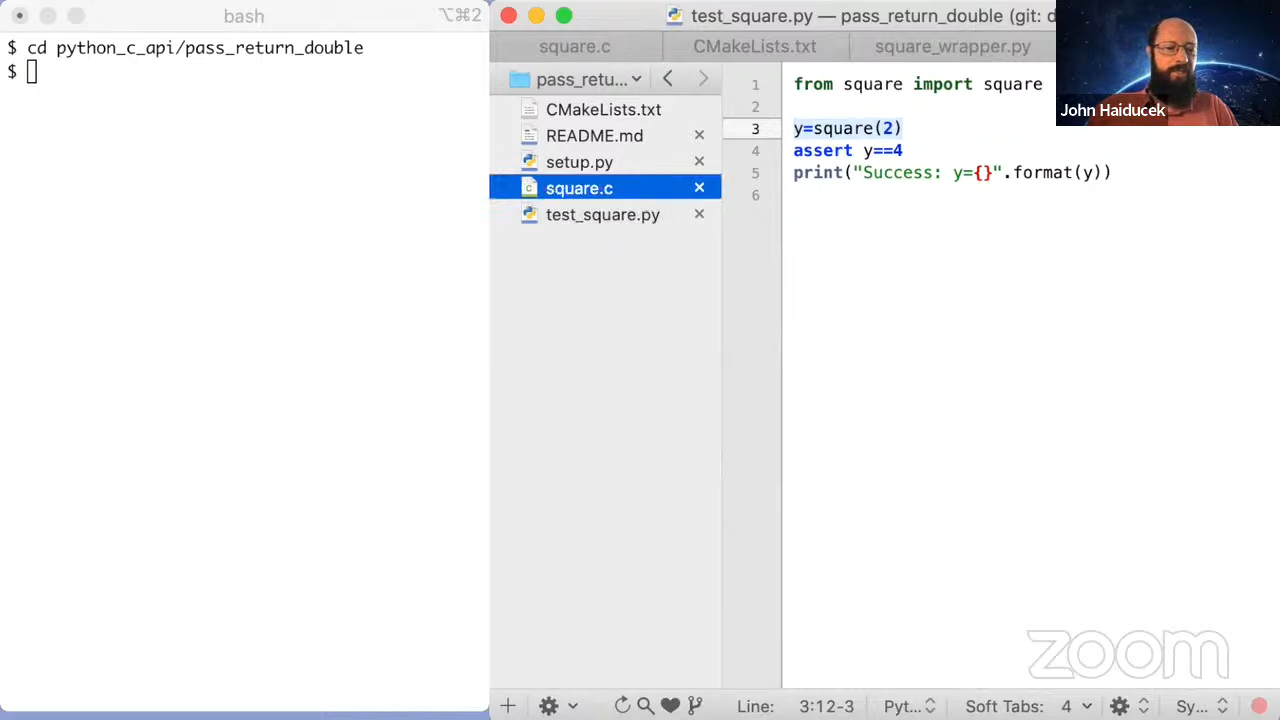 bash
⌥⌘2
$ cd python_c_api/pass_return_double
$
test_square.py — pass_return_double (git: d
square.c
CMakeLists.txt
square_wrapper.py
pass_retu...
CMakeLists.txt
README.md
setup.py
square.c
test_square.py
1 from square import square
2
3 y=square(2)
4 assert y==4
5 print("Success: y={}".format(y))
6
John Haiducek
zoom
Line: 3:12-3
Pyt...
Soft Tabs: 4
Sy...